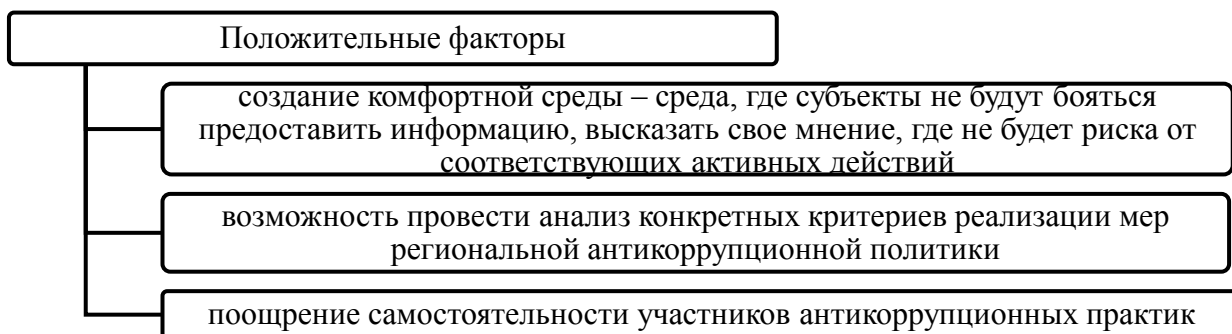 Положительные факторы
создание комфортной среды – среда, где субъекты не будут бояться
предоставить информацию, высказать свое мнение, где не будет риска от
соответствующих активных действий
возможность провести анализ конкретных критериев реализации мер
региональной антикоррупционной политики
поощрение самостоятельности участников антикоррупционных практик